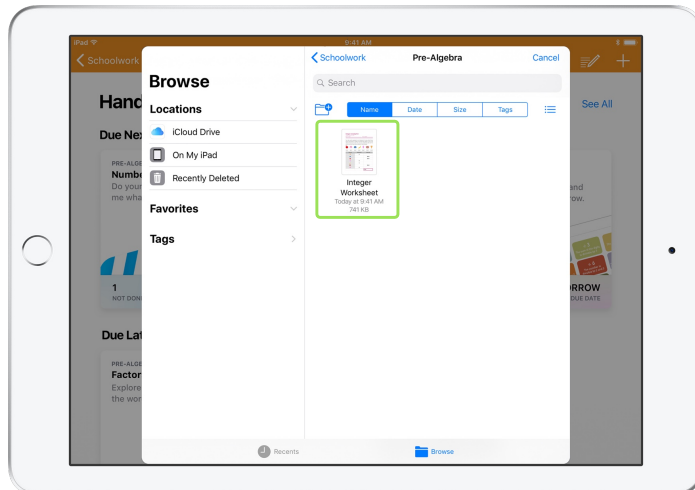 iPad
9:41 AM
Schoolwork
Hand
See All
Due Nex
PRE-ALGE
Numbe
Do your
me wha
and
row.
1
NOT DON
RROW
DUE DATE
Due Lat
PRE-ALGE
Factor
Explore
the wor
Browse
Locations
iCloud Drive
On My iPad
Recently Deleted
Favorites
Tags
Schoolwork
Pre-Algebra
Cancel
Search
Name
Date
Size
Tags
Integer
Worksheet
Today at 9:41 AM
741 KB
Recents
Browse